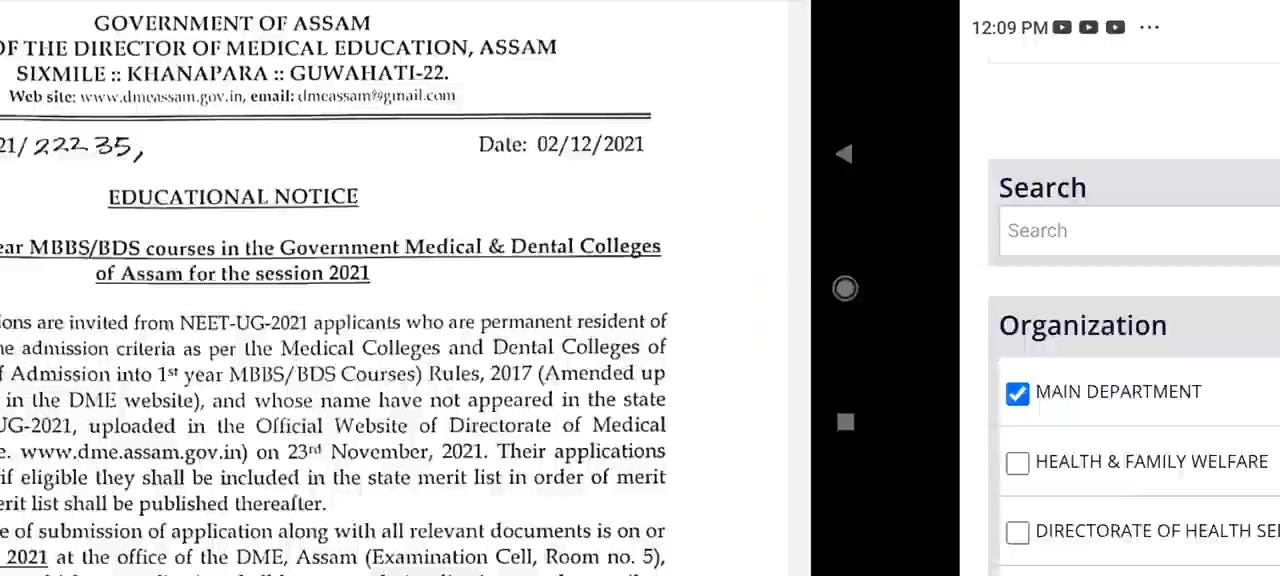 GOVERNMENT OF ASSAM
OF THE DIRECTOR OF MEDICAL EDUCATION, ASSAM
SIXMILE :: KHANAPARA :: GUWAHATI-22.
Web site: www.dmeassam.gov.in, email: dmeassam@gmail.com
21/22235,
Date: 02/12/2021
EDUCATIONAL NOTICE
ear MBBS/BDS courses in the Government Medical & Dental Colleges
of Assam for the session 2021
ons are invited from NEET-UG-2021 applicants who are permanent resident of
ne admission criteria as per the Medical Colleges and Dental Colleges of
f Admission into 1st year MBBS/BDS Courses) Rules, 2017 (Amended up
in the DME website), and whose name have not appeared in the state
UG-2021, uploaded in the Official Website of Directorate of Medical
e. www.dme.assam.gov.in) on 23rd November, 2021. Their applications
if eligible they shall be included in the state merit list in order of merit
erit list shall be published thereafter.
e of submission of application along with all relevant documents is on or
2021 at the office of the DME, Assam (Examination Cell, Room no. 5),
12:09 PM
Search
Search
Organization
MAIN DEPARTMENT
HEALTH & FAMILY WELFARE
DIRECTORATE OF HEALTH SE